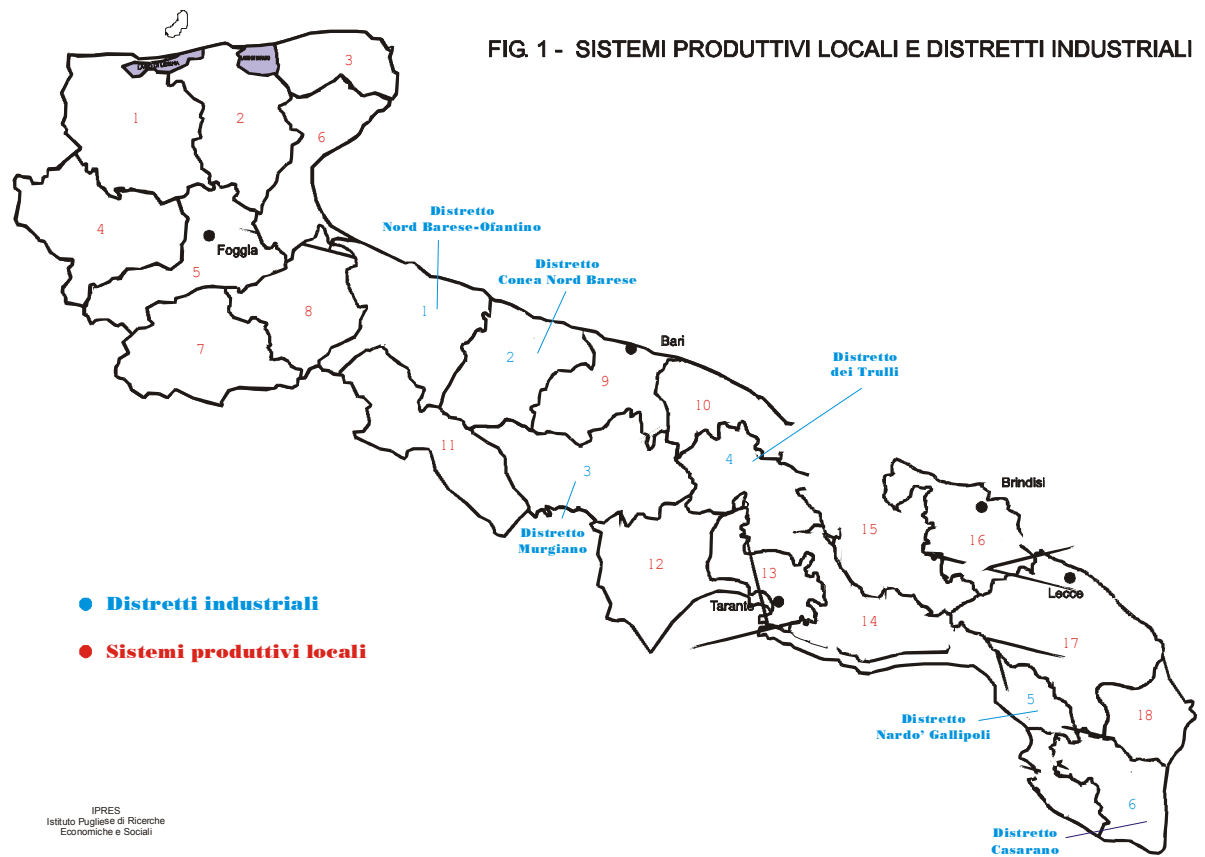 FIG. 1 - SISTEMI PRODUTTIVI LOCALI E DISTRETTI INDUSTRIALI
3
1
2
6
Distretto
Nord Barese-Ofantino
4
Foggia
5
Distretto
Conca Nord Barese
8
1
7
2
Bari
9
Distretto
dei Trulli
10
11
3
4
Brindisi
Distretto
Murgiano
15
16
12
13
Lecce
Taranto
14
17
Distretti industriali
Sistemi produttivi locali
5
18
Distretto
Nardo' Gallipoli
6
Distretto
Casarano
IPRES
Istituto Pugliese di Ricerche
Economiche e Sociali